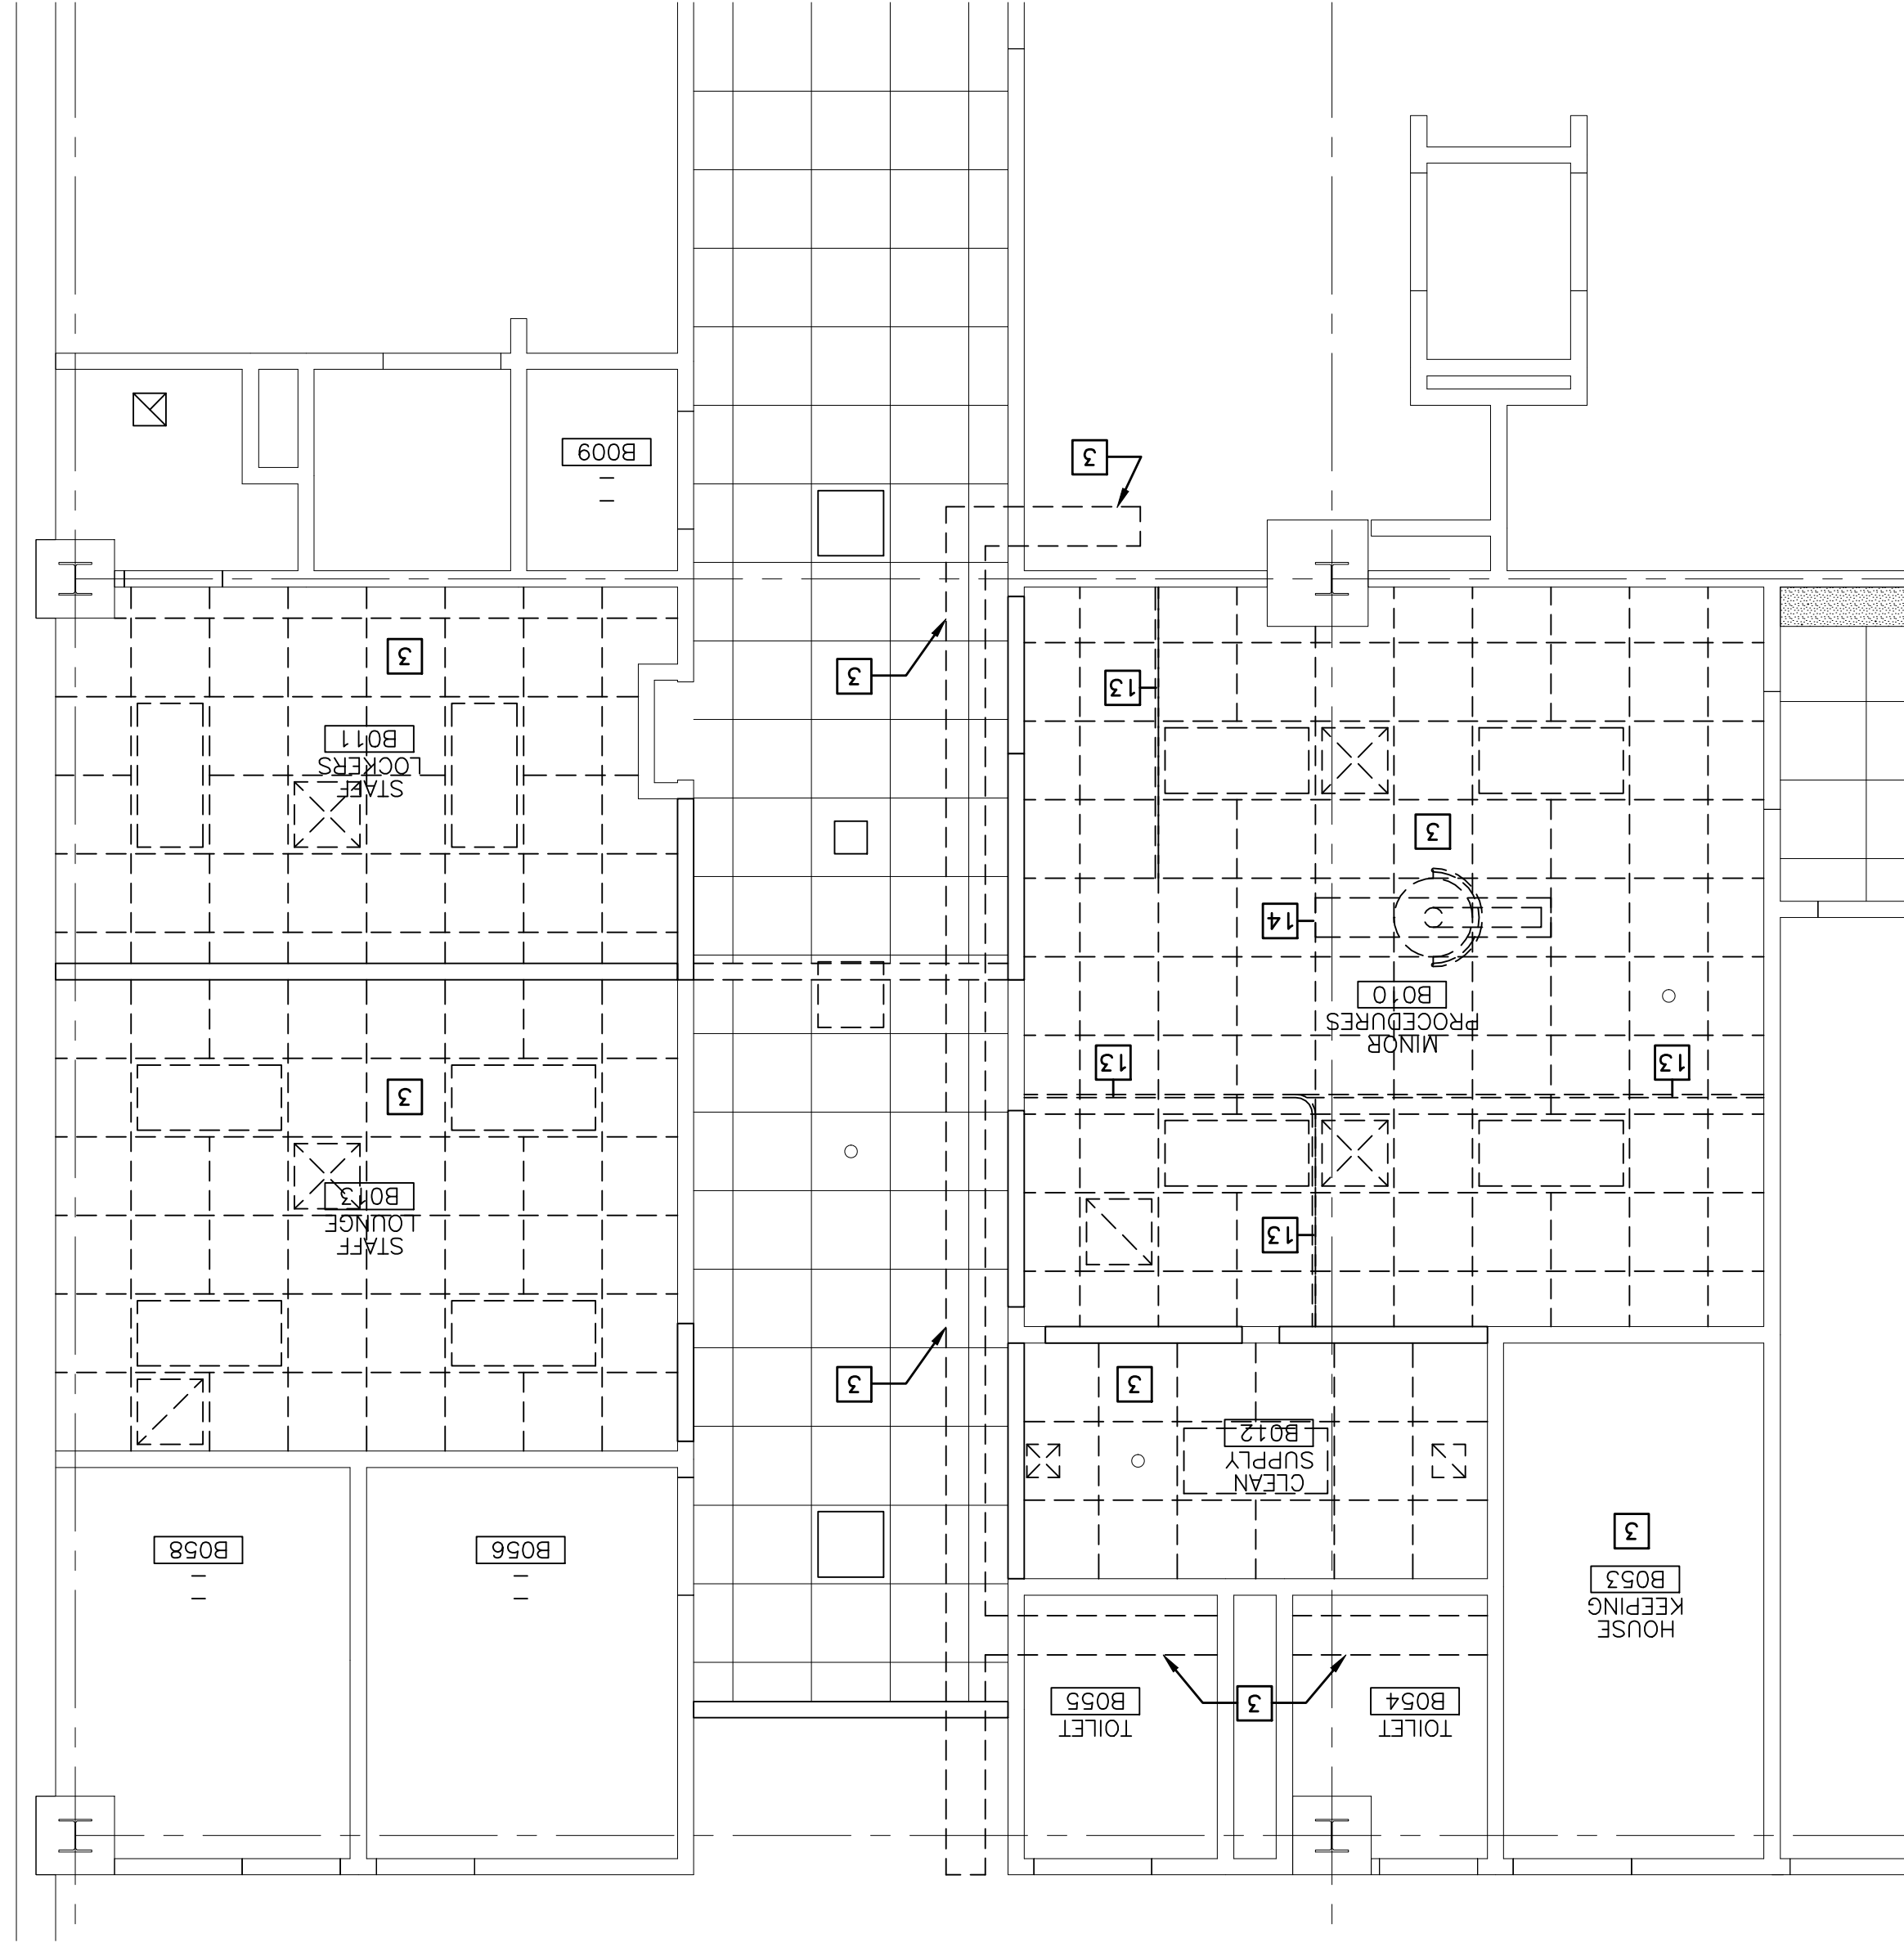 TOILET
B054
TOILET
B055
3
HOUSE
KEEPING
B053
3
B056
B058
CLEAN
SUPPLY
B012
3
3
STAFF
LOUNGE
B013
3
13
13
13
MINOR
PROCEDURES
B010
14
3
STAFF
LOCKERS
B011
13
3
3
3
B009